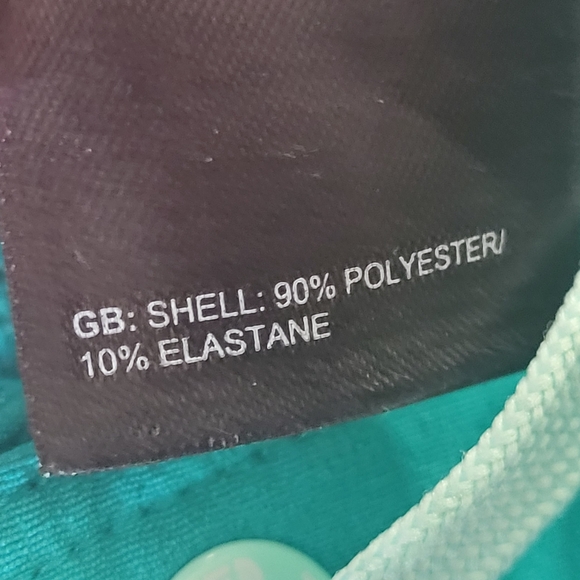 GB: SHELL: 90% POLYESTER/
10% ELASTANE